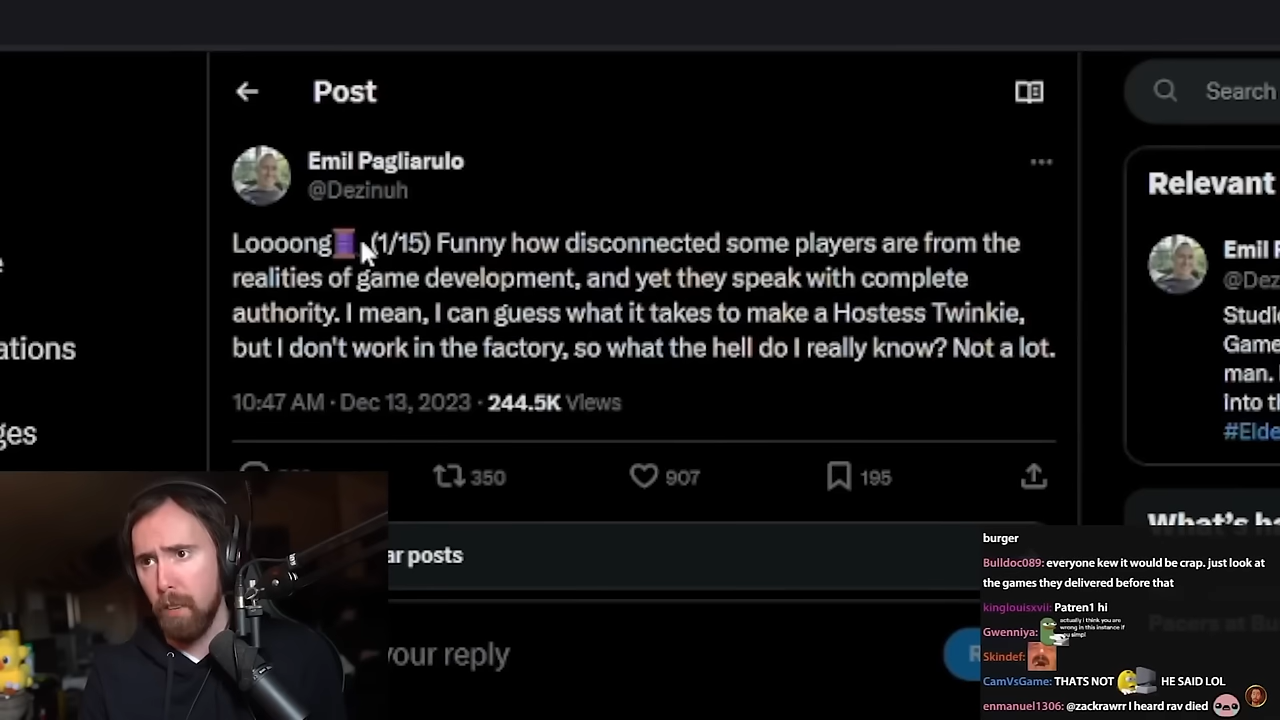 Post
Search
Emil Pagliarulo
@Dezinuh
Loooong🧵 (1/15) Funny how disconnected some players are from the
realities of game development, and yet they speak with complete
authority. I mean, I can guess what it takes to make a Hostess Twinkie,
but I don't work in the factory, so what the hell do I really know? Not a lot.
10:47 AM · Dec 13, 2023 · 244.5K Views
350
907
195
ations
ges
ar posts
your reply
Relevant
Emil
@Dez
Studi
Game
man.
into t
#Elde
What's
burger
Bulldoc089: everyone kew it would be crap. just look at
the games they delivered before that
kinglouisxvii: Patren1 hi
Gwenniya:
actually i think you are
wrong in this instance
Skindef:
CamVsGame: THATS NOT HE SAID LOL
enmanuel1306: @zackrawrr I heard rav died